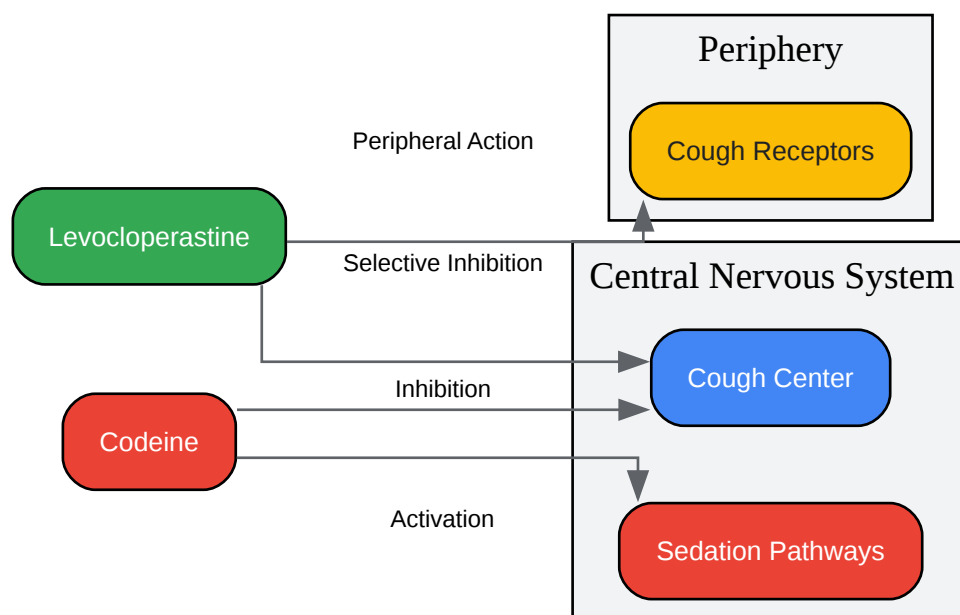 Periphery
Peripheral Action
Cough Receptors
Levocloperastine
Selective Inhibition
Central Nervous System
Cough Center
Inhibition
Codeine
Activation
Sedation Pathways